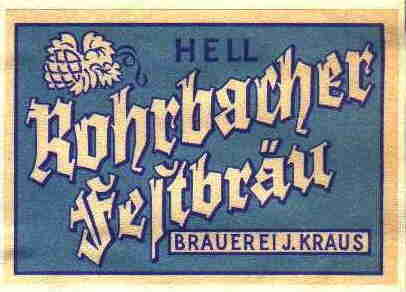 HELL
Rohrbacher
Festbräu
BRAUEREI J. KRAUS